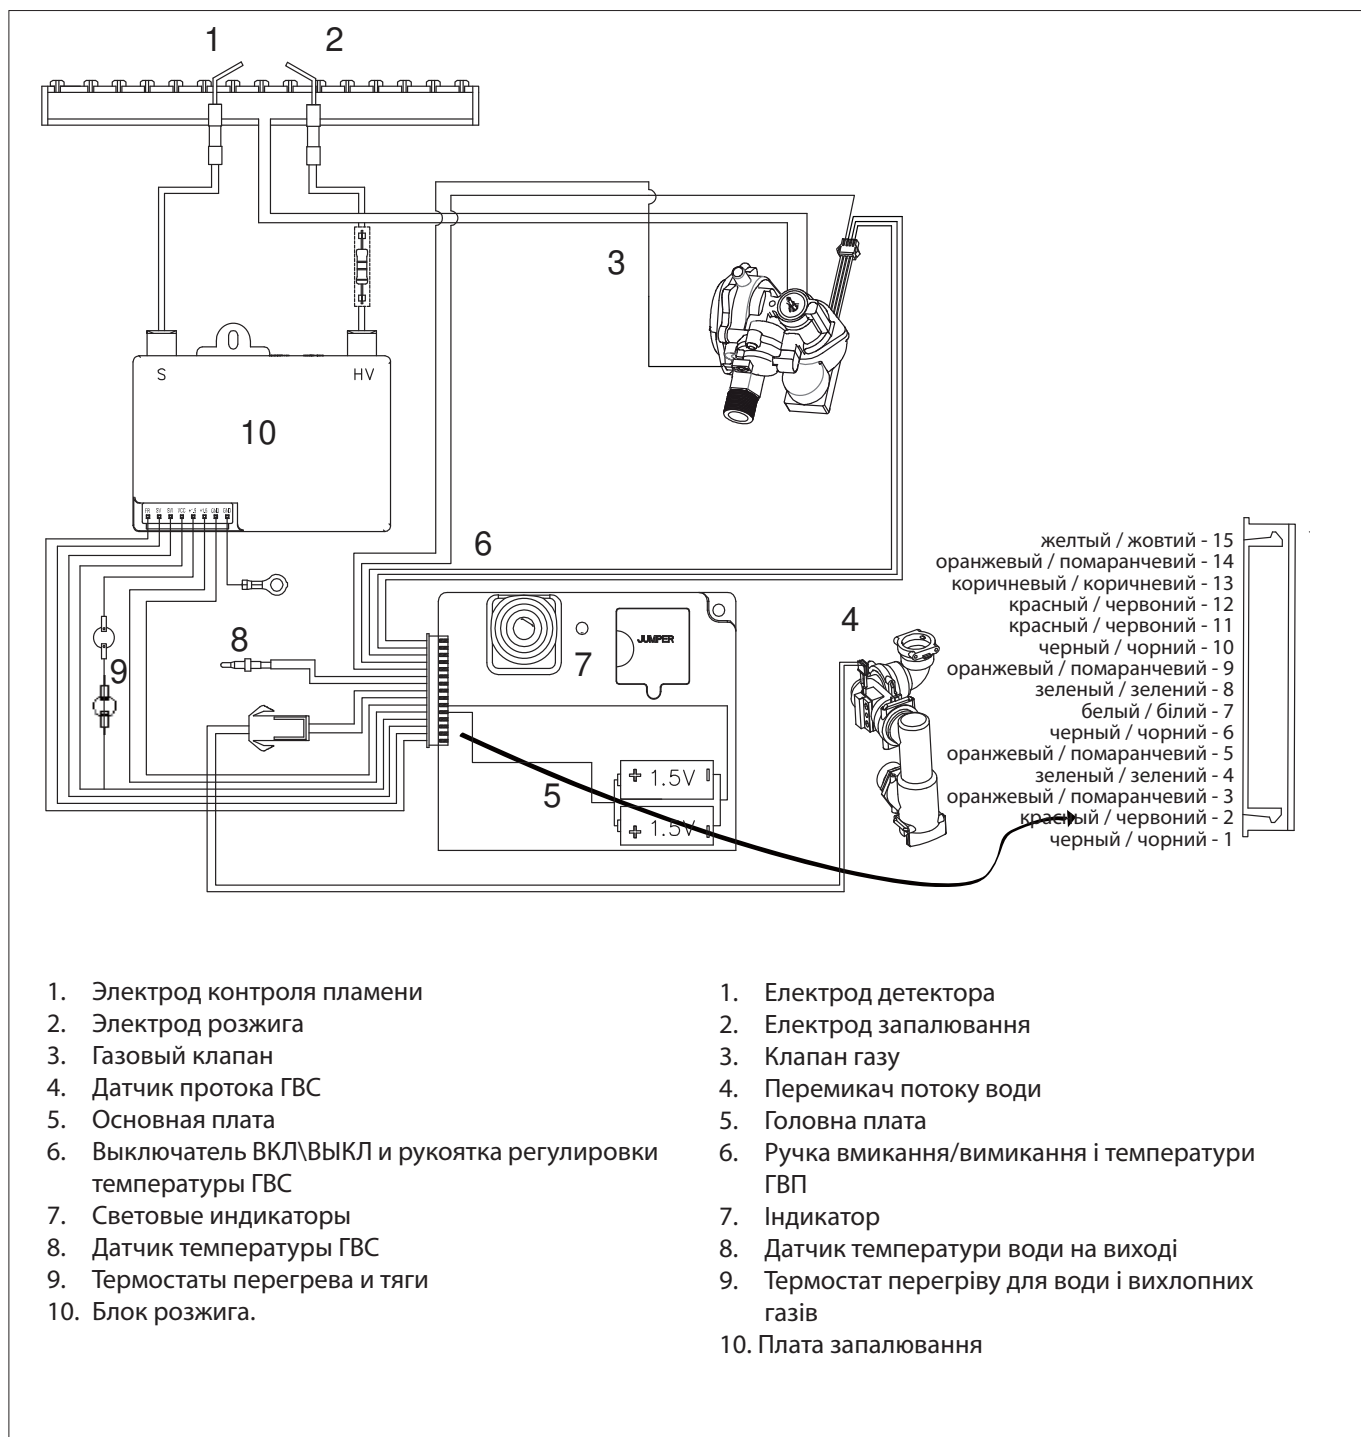 1
2
3
S
HV
10
FR
SV
BV
VCC
GND
GND
6
желтый / жовтий - 15
оранжевый / помаранчевий - 14
коричневый / коричневий - 13
красный / червоний - 12
красный / червоний - 11
черный / чорний - 10
оранжевый / помаранчевий - 9
зеленый / зелений - 8
белый / білий - 7
черный / чорний - 6
оранжевый / помаранчевий - 5
зеленый / зелений - 4
оранжевый / помаранчевий - 3
красный / червоний - 2
черный / чорний - 1
4
JUMPER
7
8
9
5
+ 1.5V
+ 1.5V
1. Электрод контроля пламени
2. Электрод розжига
3. Газовый клапан
4. Датчик протока ГВС
5. Основная плата
6. Выключатель ВКЛ\ВЫКЛ и рукоятка регулировки
температуры ГВС
7. Световые индикаторы
8. Датчик температуры ГВС
9. Термостаты перегрева и тяги
10. Блок розжига.
1. Електрод детектора
2. Електрод запалювання
3. Клапан газу
4. Перемикач потоку води
5. Головна плата
6. Ручка вмикання/вимикання і температури
ГВП
7. Індикатор
8. Датчик температури води на виході
9. Термостат перегріву для води і вихлопних
газів
10. Плата запалювання